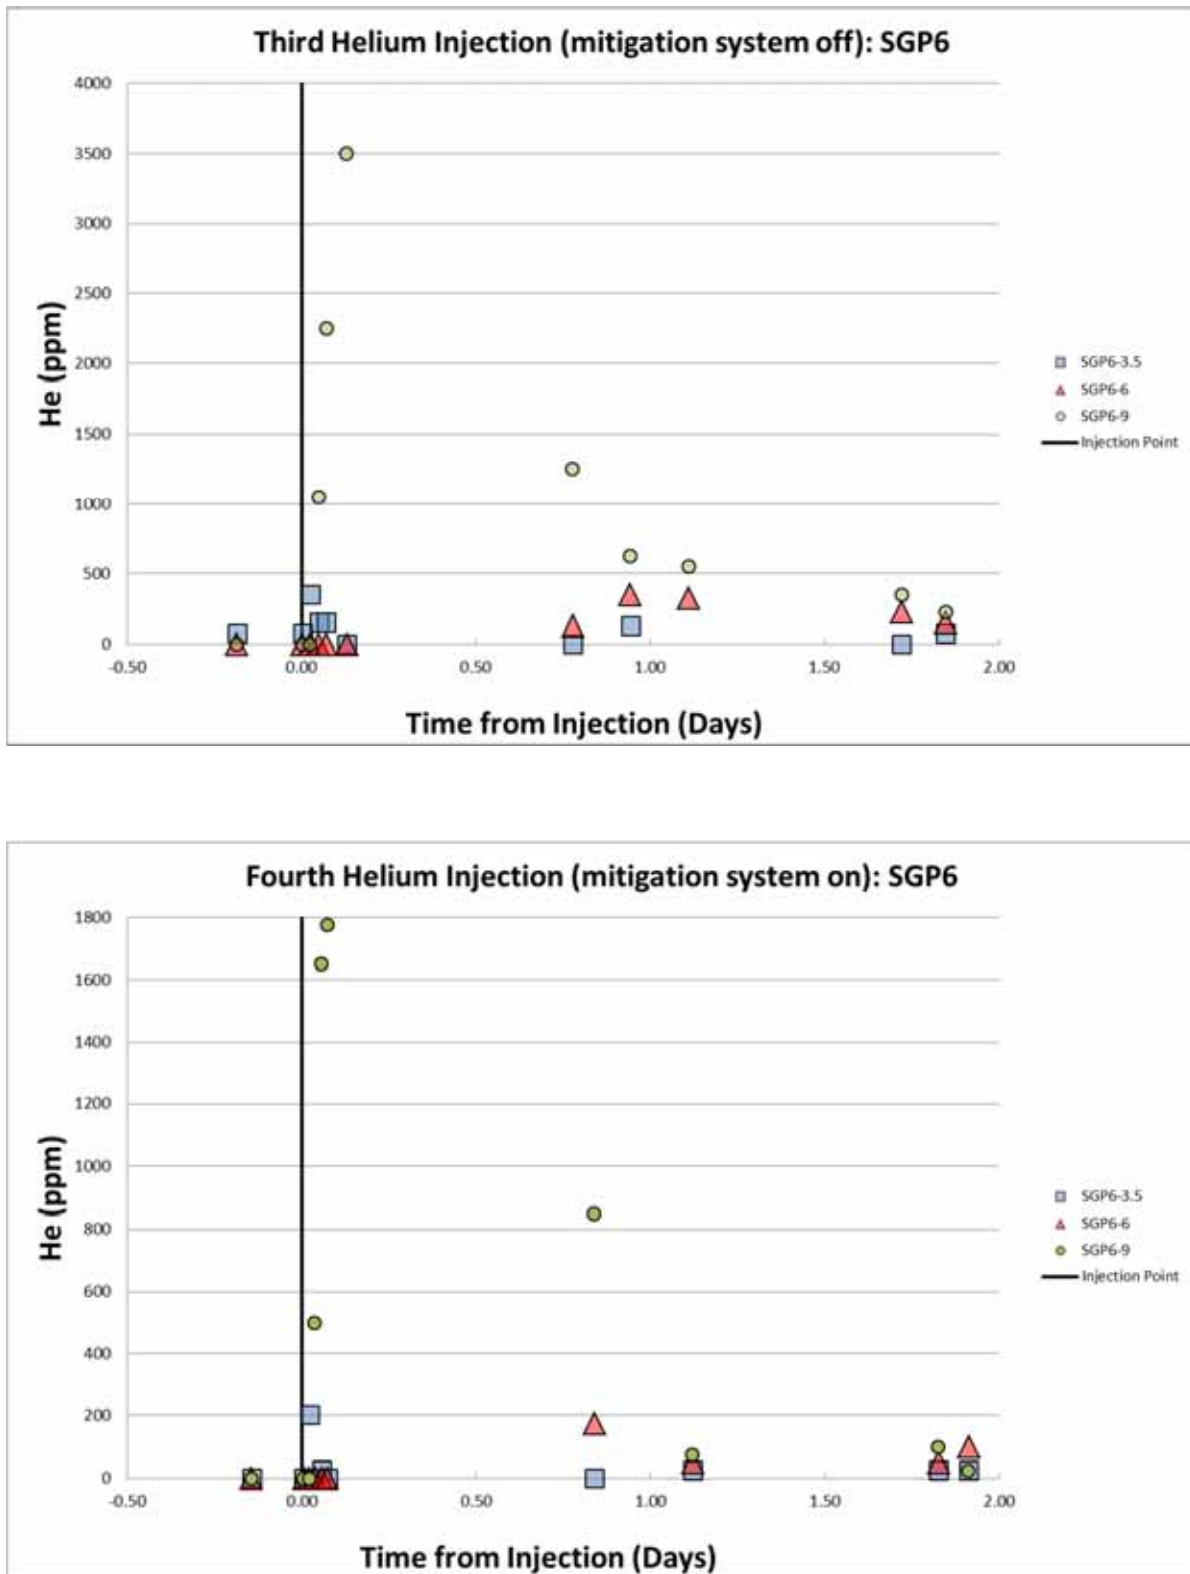 Third Helium Injection (mitigation system off): SGP6
4000
3500
3000
2500
2000
1500
1000
500
0
He (ppm)
-0.50
0.00
0.50
1.00
1.50
2.00
Time from Injection (Days)
SGP6-3.5
SGP6-6
SGP6-9
Injection Point
Fourth Helium Injection (mitigation system on): SGP6
1800
1600
1400
1200
1000
800
600
400
200
0
He (ppm)
-0.50
0.00
0.50
1.00
1.50
2.00
Time from Injection (Days)
SGP6-3.5
SGP6-6
SGP6-9
Injection Point